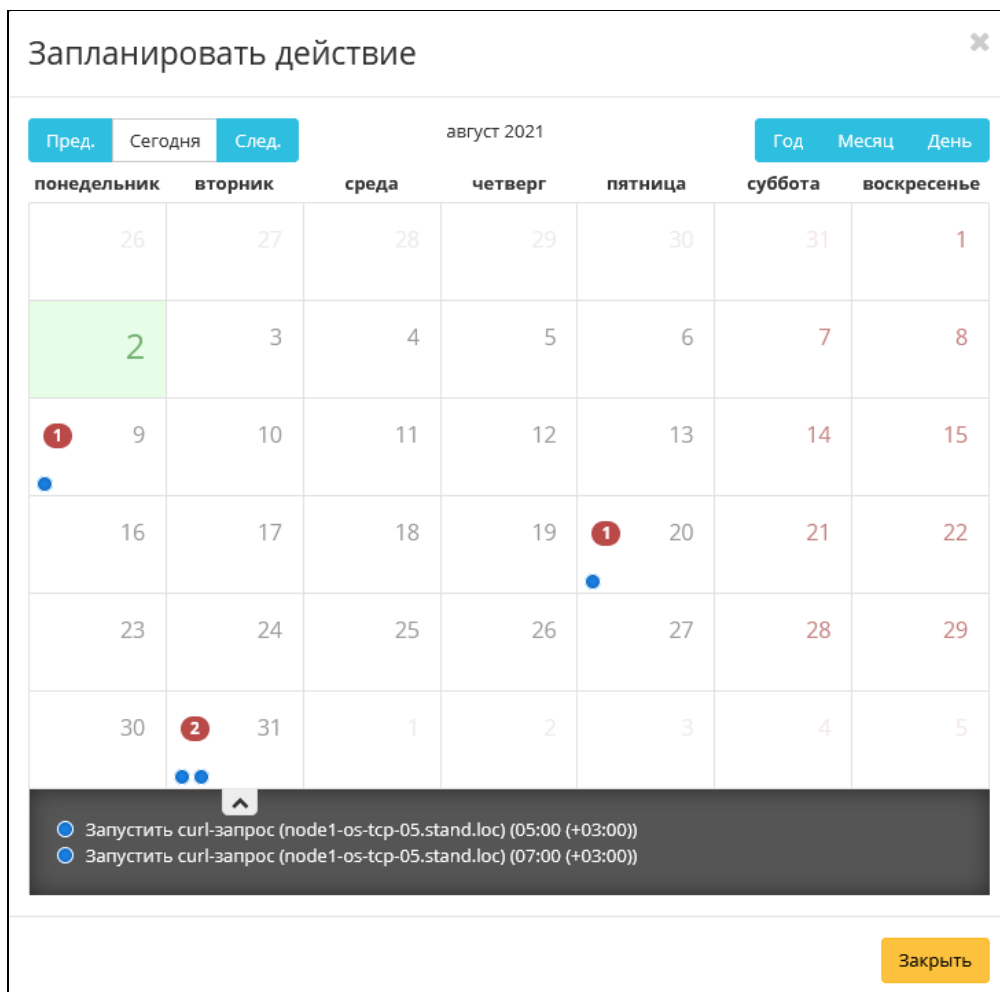 Запланировать действие ×
Пред. Сегодня След. август 2021 Год Месяц День
понедельник вторник среда четверг пятница суббота воскресенье
26 27 28 29 30 31 1
2 3 4 5 6 7 8
1 9 10 11 12 13 14 15
16 17 18 19 1 20 21 22
23 24 25 26 27 28 29
30 2 31 1 2 3 4 5
Запустить curl-запрос (node1-os-tcp-05.stand.loc) (05:00 (+03:00))
Запустить curl-запрос (node1-os-tcp-05.stand.loc) (07:00 (+03:00))
Закрыть